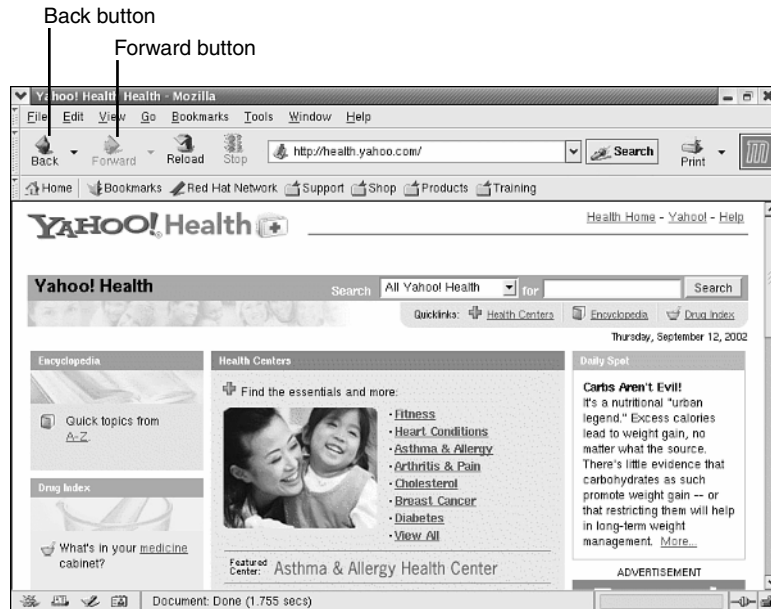 Back button
Forward button
Yahoo! Health Health - Mozilla
File Edit View Go Bookmarks Tools Window Help
Back Forward Reload Stop http://health.yahoo.com/ Search Print
Home Bookmarks Red Hat Network Support Shop Products Training
YAHOO! Health
Health Home - Yahoo! - Help
Yahoo! Health Search All Yahoo! Health for Search
Quicklinks: Health Centers Encyclopedia Drug Index
Thursday, September 12, 2002
Encyclopedia
Quick topics from
A-Z.
Drug Index
What's in your medicine
cabinet?
Health Centers
Find the essentials and more:
· Fitness
· Heart Conditions
· Asthma & Allergy
· Arthritis & Pain
· Cholesterol
· Breast Cancer
· Diabetes
· View All
Featured
Center: Asthma & Allergy Health Center
Daily Spot
Carbs Aren't Evil!
It's a nutritional "urban
legend." Excess calories
lead to weight gain, no
matter what the source.
There's little evidence that
carbohydrates as such
promote weight gain -- or
that restricting them will help
in long-term weight
management. More...
ADVERTISEMENT
Document: Done (1.755 secs)